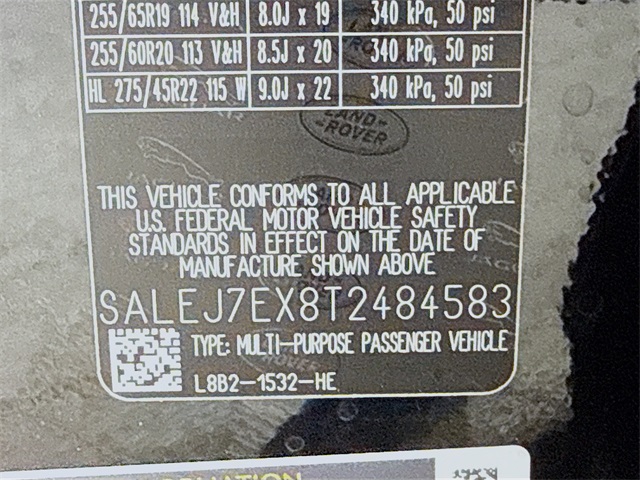 255/65R19 114 V&H 8.0J x 19 340 kPa, 50 psi
255/60R20 113 V&H 8.5J x 20 340 kPa, 50 psi
HL 275/45R22 115 W 9.0J x 22 340 kPa, 50 psi
LAND-
ROVER
THIS VEHICLE CONFORMS TO ALL APPLICABLE
U.S. FEDERAL MOTOR VEHICLE SAFETY
STANDARDS IN EFFECT ON THE DATE OF
MANUFACTURE SHOWN ABOVE
SALEJ7EX8T2484583
TYPE: MULTI-PURPOSE PASSENGER VEHICLE
L8B2-1532-HE